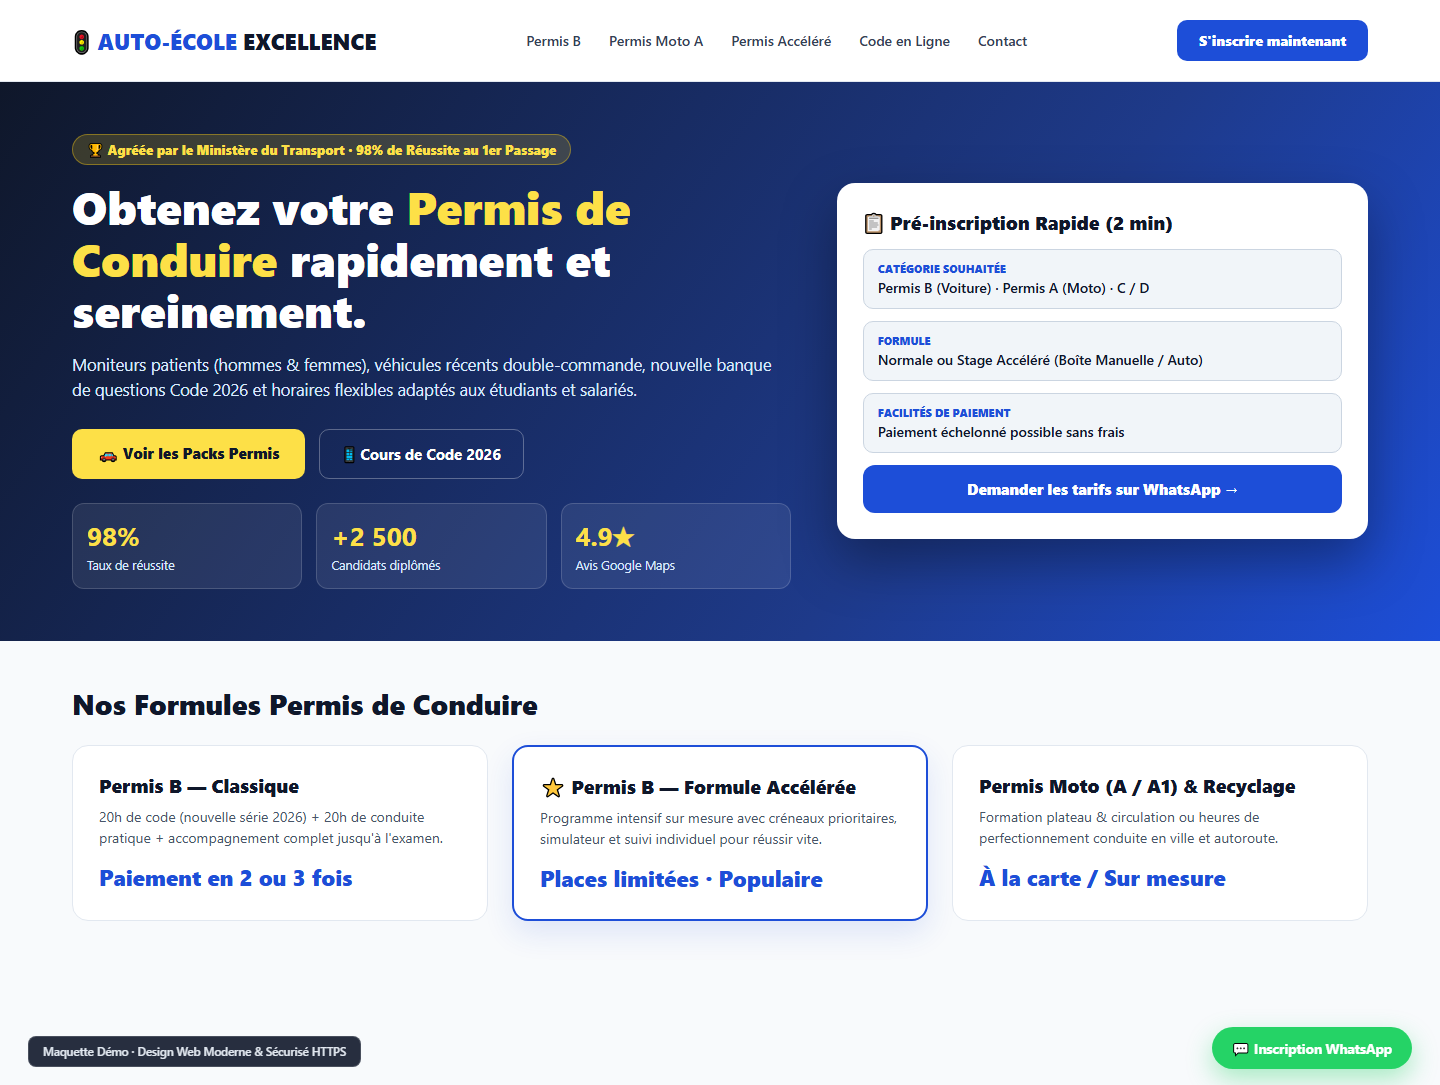 🚦 AUTO-ÉCOLE EXCELLENCE
Permis B
Permis Moto A
Permis Accéléré
Code en Ligne
Contact
S'inscrire maintenant
🏆 Agréée par le Ministère du Transport · 98% de Réussite au 1er Passage
Obtenez votre Permis de
Conduire rapidement et
sereinement.
Moniteurs patients (hommes & femmes), véhicules récents double-commande, nouvelle banque
de questions Code 2026 et horaires flexibles adaptés aux étudiants et salariés.
🚗 Voir les Packs Permis
📱 Cours de Code 2026
98%
Taux de réussite
+2 500
Candidats diplômés
4.9★
Avis Google Maps
📋 Pré-inscription Rapide (2 min)
CATÉGORIE SOUHAITÉE
Permis B (Voiture) · Permis A (Moto) · C / D
FORMULE
Normale ou Stage Accéléré (Boîte Manuelle / Auto)
FACILITÉS DE PAIEMENT
Paiement échelonné possible sans frais
Demander les tarifs sur WhatsApp →
Nos Formules Permis de Conduire
Permis B — Classique
20h de code (nouvelle série 2026) + 20h de conduite
pratique + accompagnement complet jusqu'à l'examen.
Paiement en 2 ou 3 fois
⭐ Permis B — Formule Accélérée
Programme intensif sur mesure avec créneaux prioritaires,
simulateur et suivi individuel pour réussir vite.
Places limitées · Populaire
Permis Moto (A / A1) & Recyclage
Formation plateau & circulation ou heures de
perfectionnement conduite en ville et autoroute.
À la carte / Sur mesure
Maquette Démo · Design Web Moderne & Sécurisé HTTPS
💬 Inscription WhatsApp